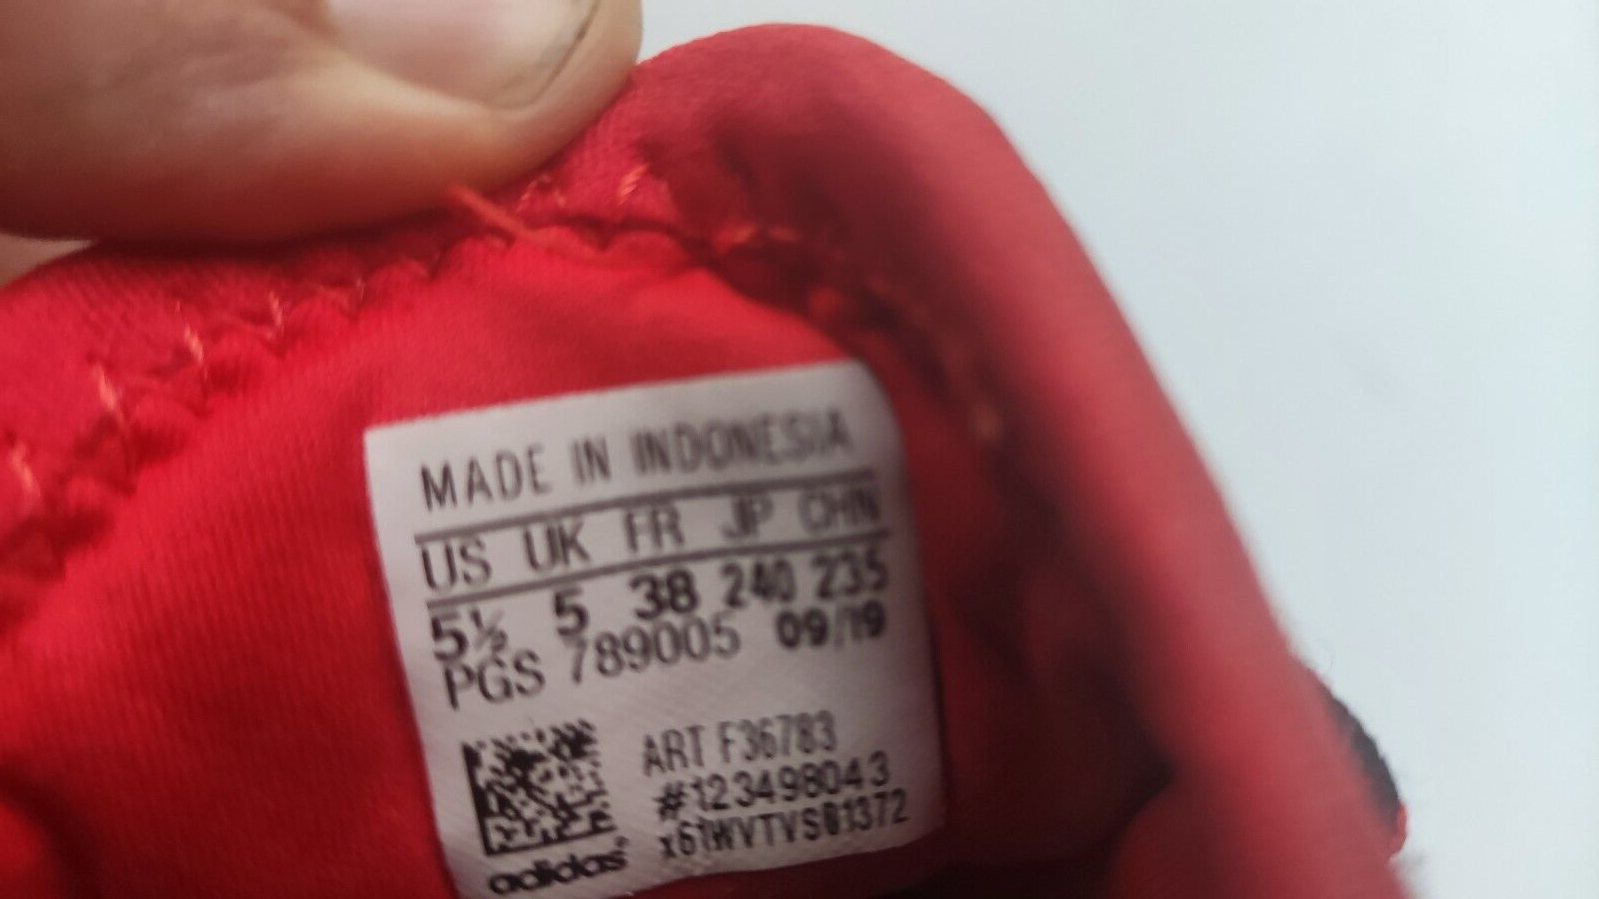 MADE IN INDONESIA
US UK FR JP CHN
5½ 5 38 240 235
PGS 789005 09/19
ART F36783
#123498043
x61WVTVS01372
adidas